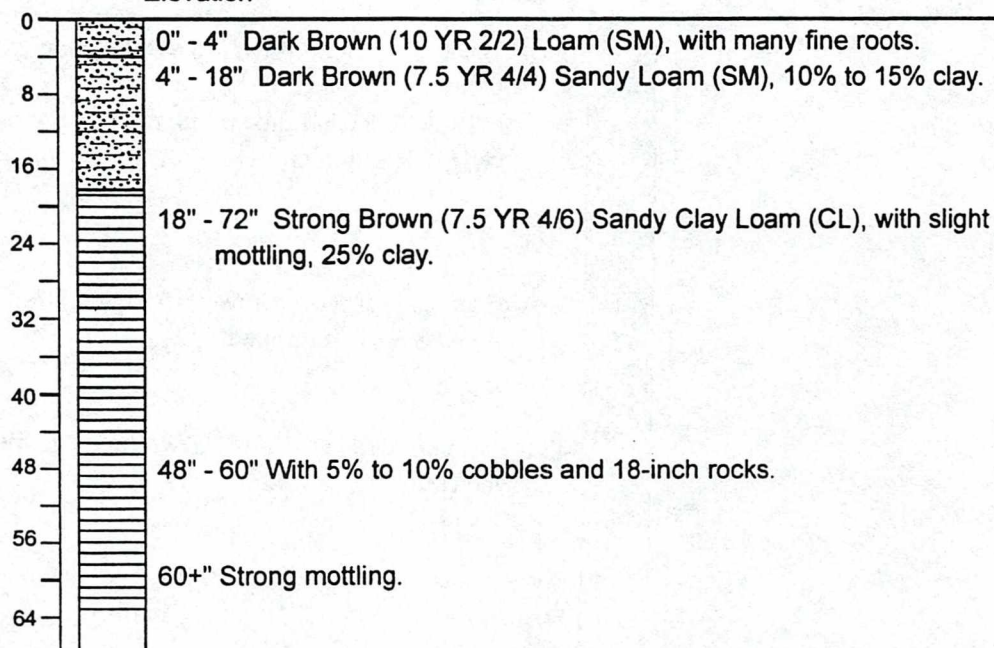 0
0" - 4" Dark Brown (10 YR 2/2) Loam (SM), with many fine roots.
4" - 18" Dark Brown (7.5 YR 4/4) Sandy Loam (SM), 10% to 15% clay.
8
16
18" - 72" Strong Brown (7.5 YR 4/6) Sandy Clay Loam (CL), with slight
24
mottling, 25% clay.
32
40
48
48" - 60" With 5% to 10% cobbles and 18-inch rocks.
56
60+" Strong mottling.
64